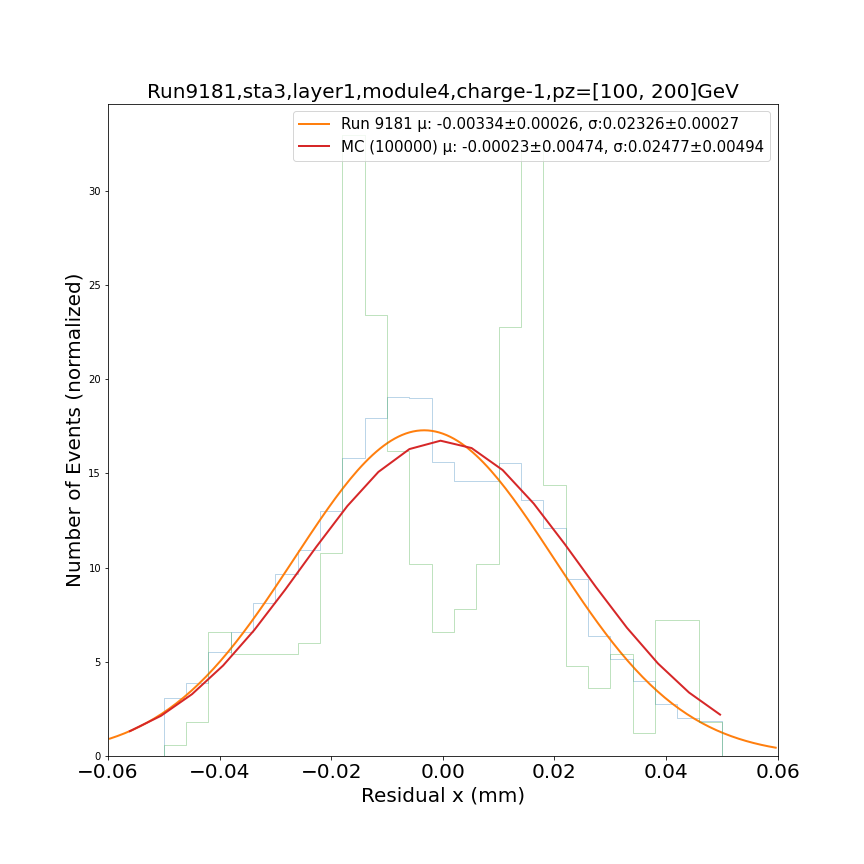 Run9181,sta3,layer1,module4,charge-1,pz=[100, 200]GeV
Run 9181 μ: -0.00334±0.00026, σ:0.02326±0.00027
MC (100000) μ: -0.00023±0.00474, σ:0.02477±0.00494
Number of Events (normalized)
30
25
20
15
10
5
0
−0.06 −0.04 −0.02 0.00 0.02 0.04 0.06
Residual x (mm)